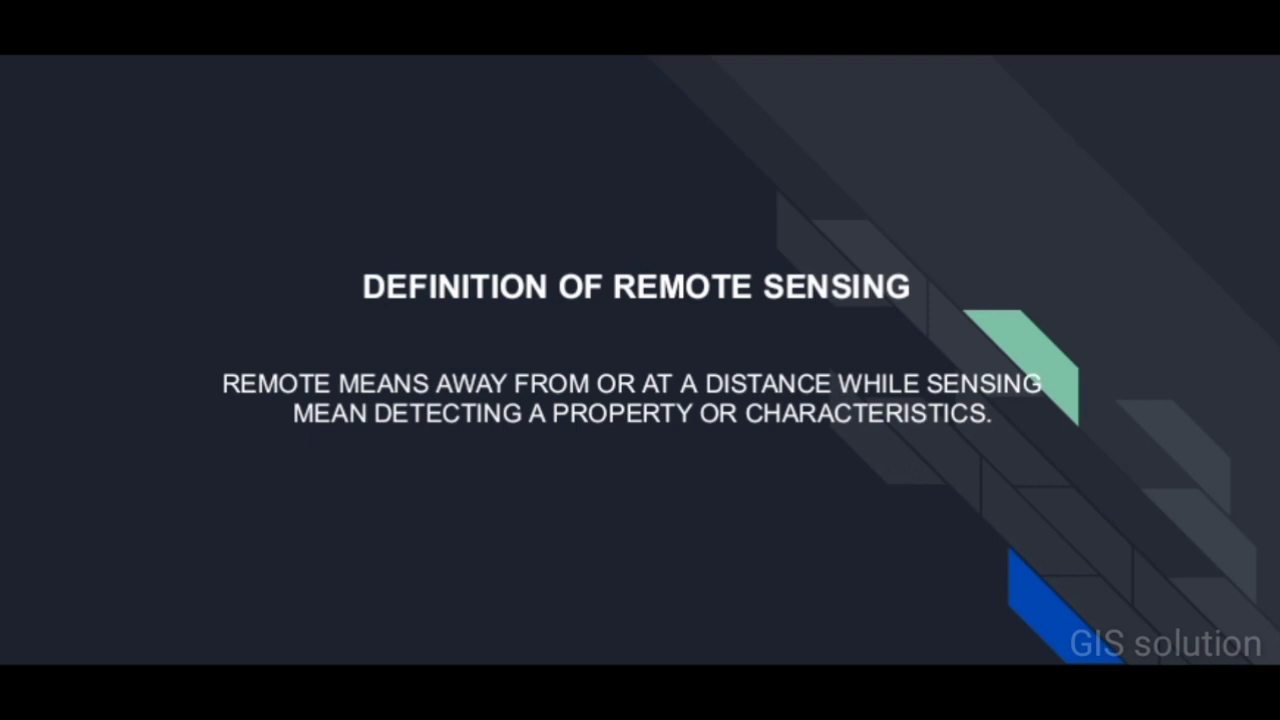 DEFINITION OF REMOTE SENSING
REMOTE MEANS AWAY FROM OR AT A DISTANCE WHILE SENSING
MEAN DETECTING A PROPERTY OR CHARACTERISTICS.
GIS solution